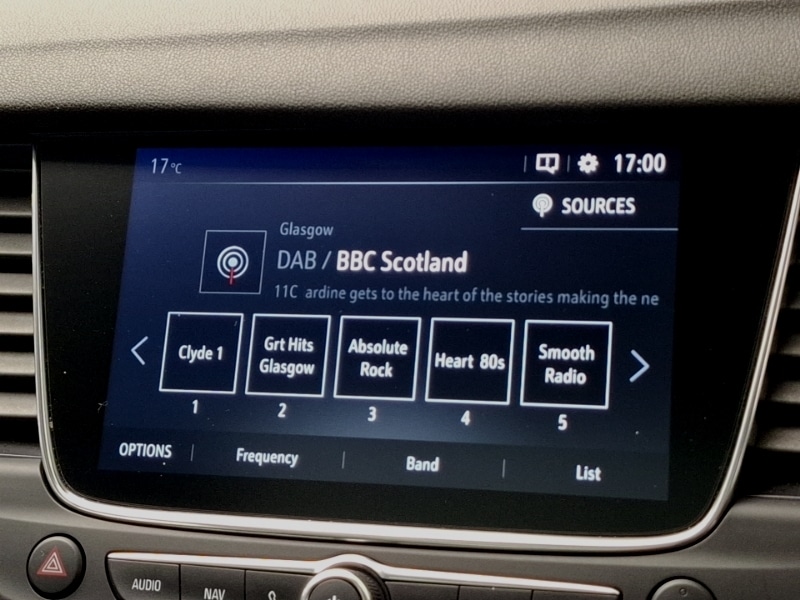 17°C
17:00
SOURCES
Glasgow
DAB / BBC Scotland
11C ardine gets to the heart of the stories making the ne
Clyde 1
Grt Hits
Glasgow
Absolute
Rock
Heart 80s
Smooth
Radio
1 2 3 4 5
OPTIONS Frequency Band List
AUDIO NAV